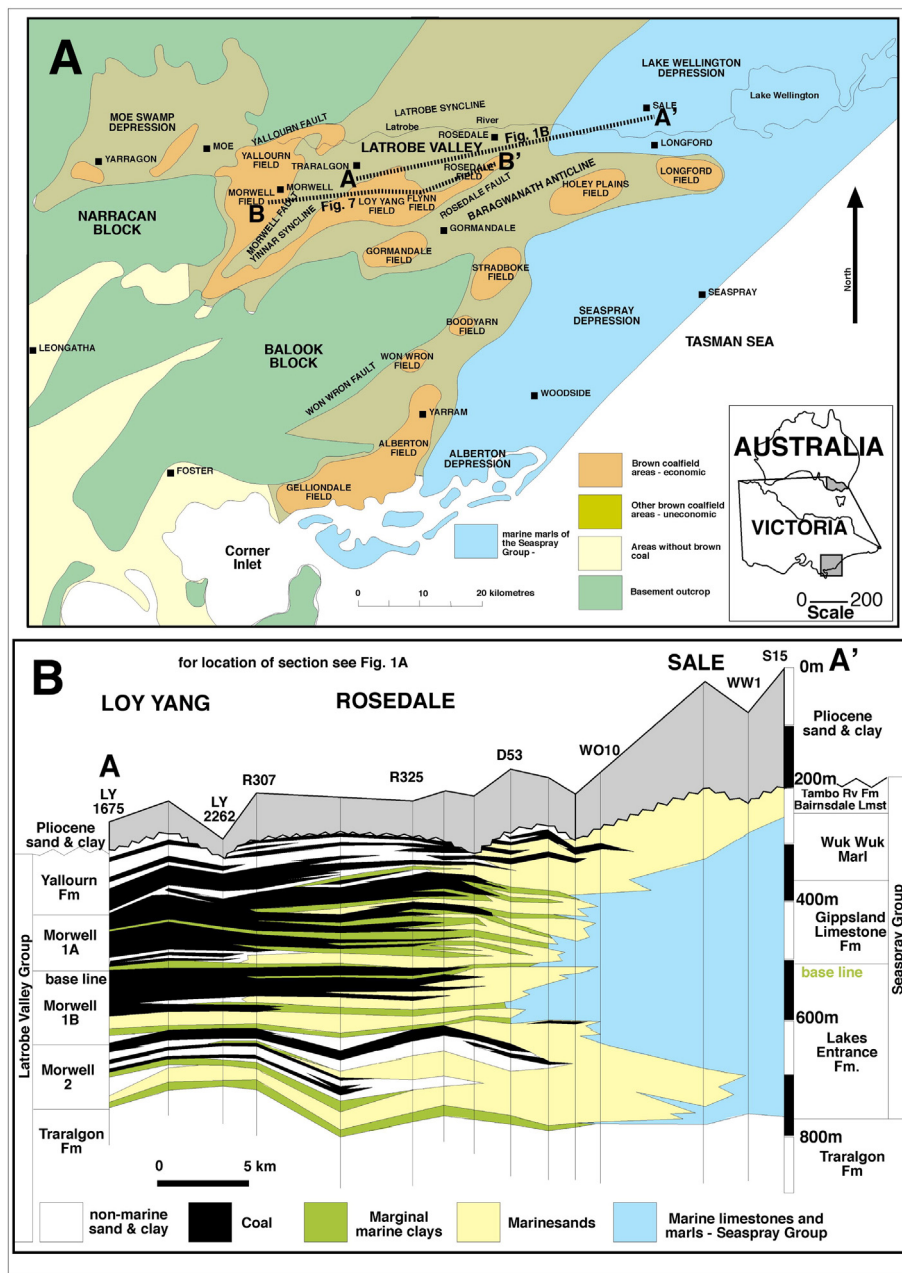 A
LAKE WELLINGTON
DEPRESSION
Lake Wellington
SALE
A’
MOE SWAMP
DEPRESSION
YALLOURN FAULT
LATROBE SYNCLINE
Latrobe
River
ROSEDALE
Fig. 1B
LONGFORD
YARRAGON
MOE
YALLOURN
FIELD
LATROBE VALLEY
B’
TRARALGON
A
ROSEDALE
FIELD
LONGFORD
FIELD
MORWELL
FIELD
MORWELL
B
Fig. 7
LOY YANG
FIELD
FLYNN
FIELD
ROSEDALE FAULT
BARAGWANATH ANTICLINE
HOLEY PLAINS
FIELD
NARRACAN
BLOCK
MORWELL FAULT
YINNAR SYNCLINE
GORMANDALE
GORMANDALE
FIELD
STRADBOKE
FIELD
North
SEASPRAY
SEASPRAY
DEPRESSION
TASMAN SEA
BOODYARN
FIELD
LEONGATHA
BALOOK
BLOCK
WON WRON FAULT
WON WRON
FIELD
WOODSIDE
YARRAM
ALBERTON
FIELD
ALBERTON
DEPRESSION
FOSTER
GELLIONDALE
FIELD
Corner
Inlet
marine marls of
the Seaspray
Group -
Brown coalfield
areas - economic
Other brown coalfield
areas - uneconomic
Areas without brown
coal
Basement outcrop
0 10 20 kilometres
AUSTRALIA
VICTORIA
0 200
Scale
B
for location of section see Fig. 1A
LOY YANG
ROSEDALE
SALE
S15
A’
WW1
A
LY
1675
LY
2262
R307
R325
D53
WO10
0m
200m
400m
600m
800m
Pliocene
sand & clay
Yallourn
Fm
Morwell
1A
base line
Morwell
1B
Morwell
2
Traralgon
Fm
Latrobe Valley Group
Pliocene
sand & clay
Tambo Rv Fm
Bairnsdale Lmst
Wuk Wuk
Marl
Gippsland
Limestone
Fm
base line
Lakes
Entrance
Fm.
Traralgon
Fm
Seaspray Group
0 5 km
non-marine
sand & clay
Coal
Marginal
marine clays
Marinesands
Marine limestones and
marls - Seaspray Group